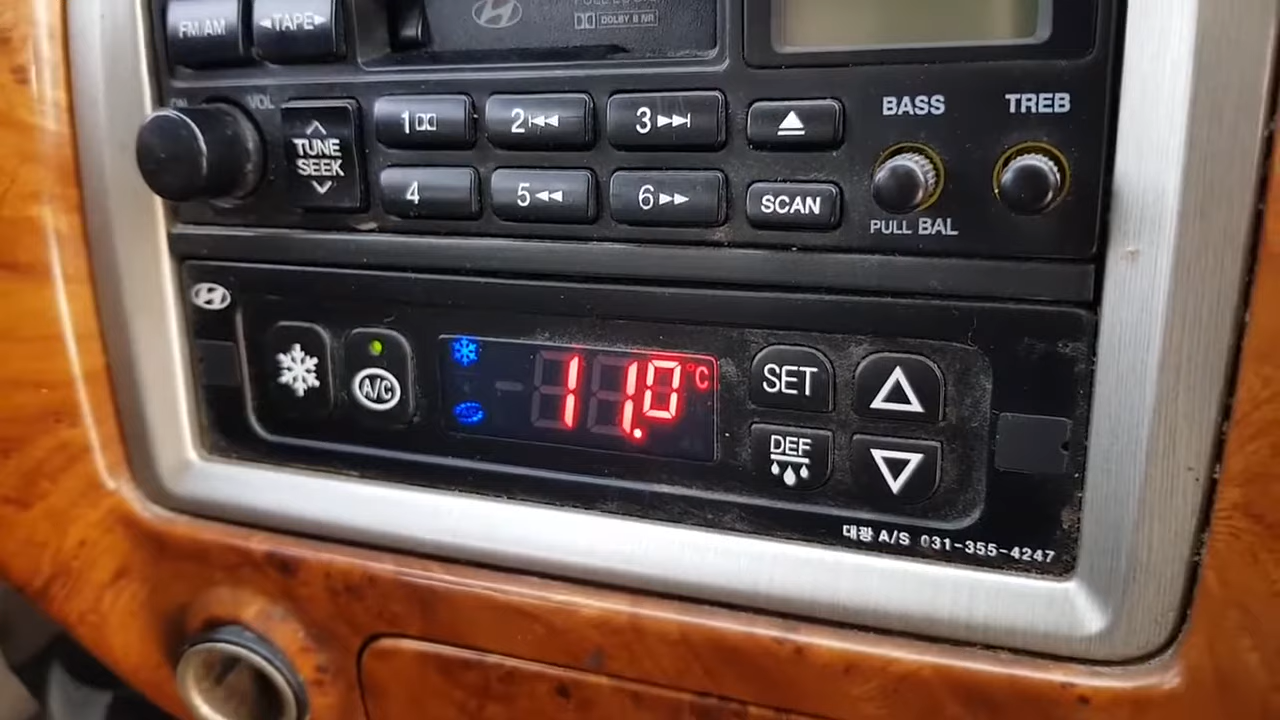 FM/AM
◄TAPE►
DOLBY B NR
VOL
TUNE
SEEK
1
2
3
BASS
TREB
4
5
6
SCAN
PULL BAL
A/C
11.0 °C
SET
DEF
대광 A/S 031-355-4247